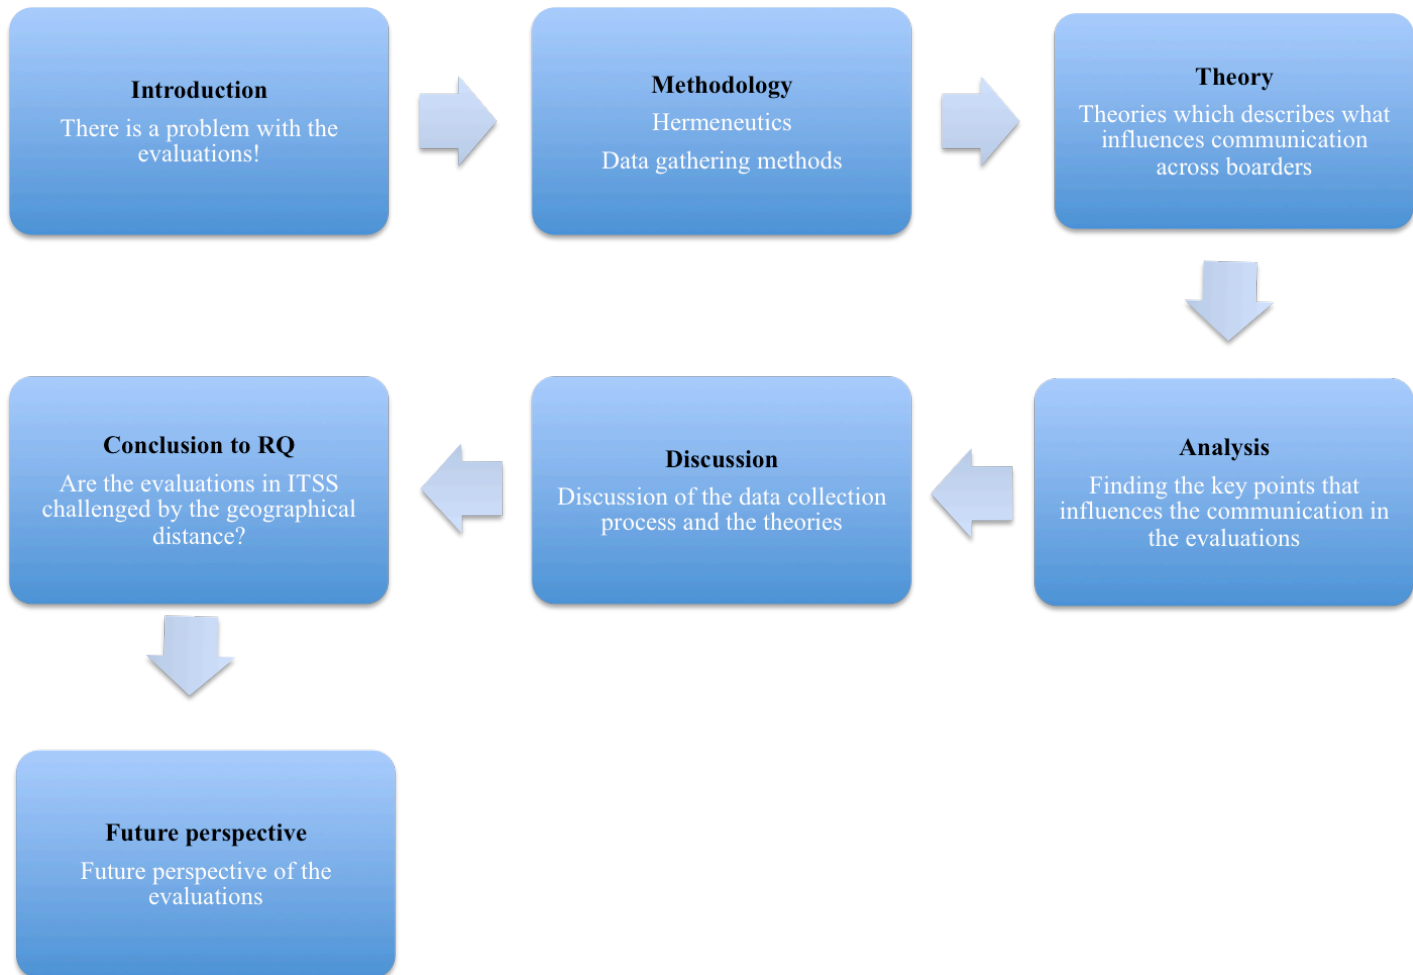 Introduction
There is a problem with the
evaluations!
Methodology
Hermeneutics
Data gathering methods
Theory
Theories which describes what
influences communication
across boarders
Analysis
Finding the key points that
influences the communication in
the evaluations
Discussion
Discussion of the data collection
process and the theories
Conclusion to RQ
Are the evaluations in ITSS
challenged by the geographical
distance?
Future perspective
Future perspective of the
evaluations